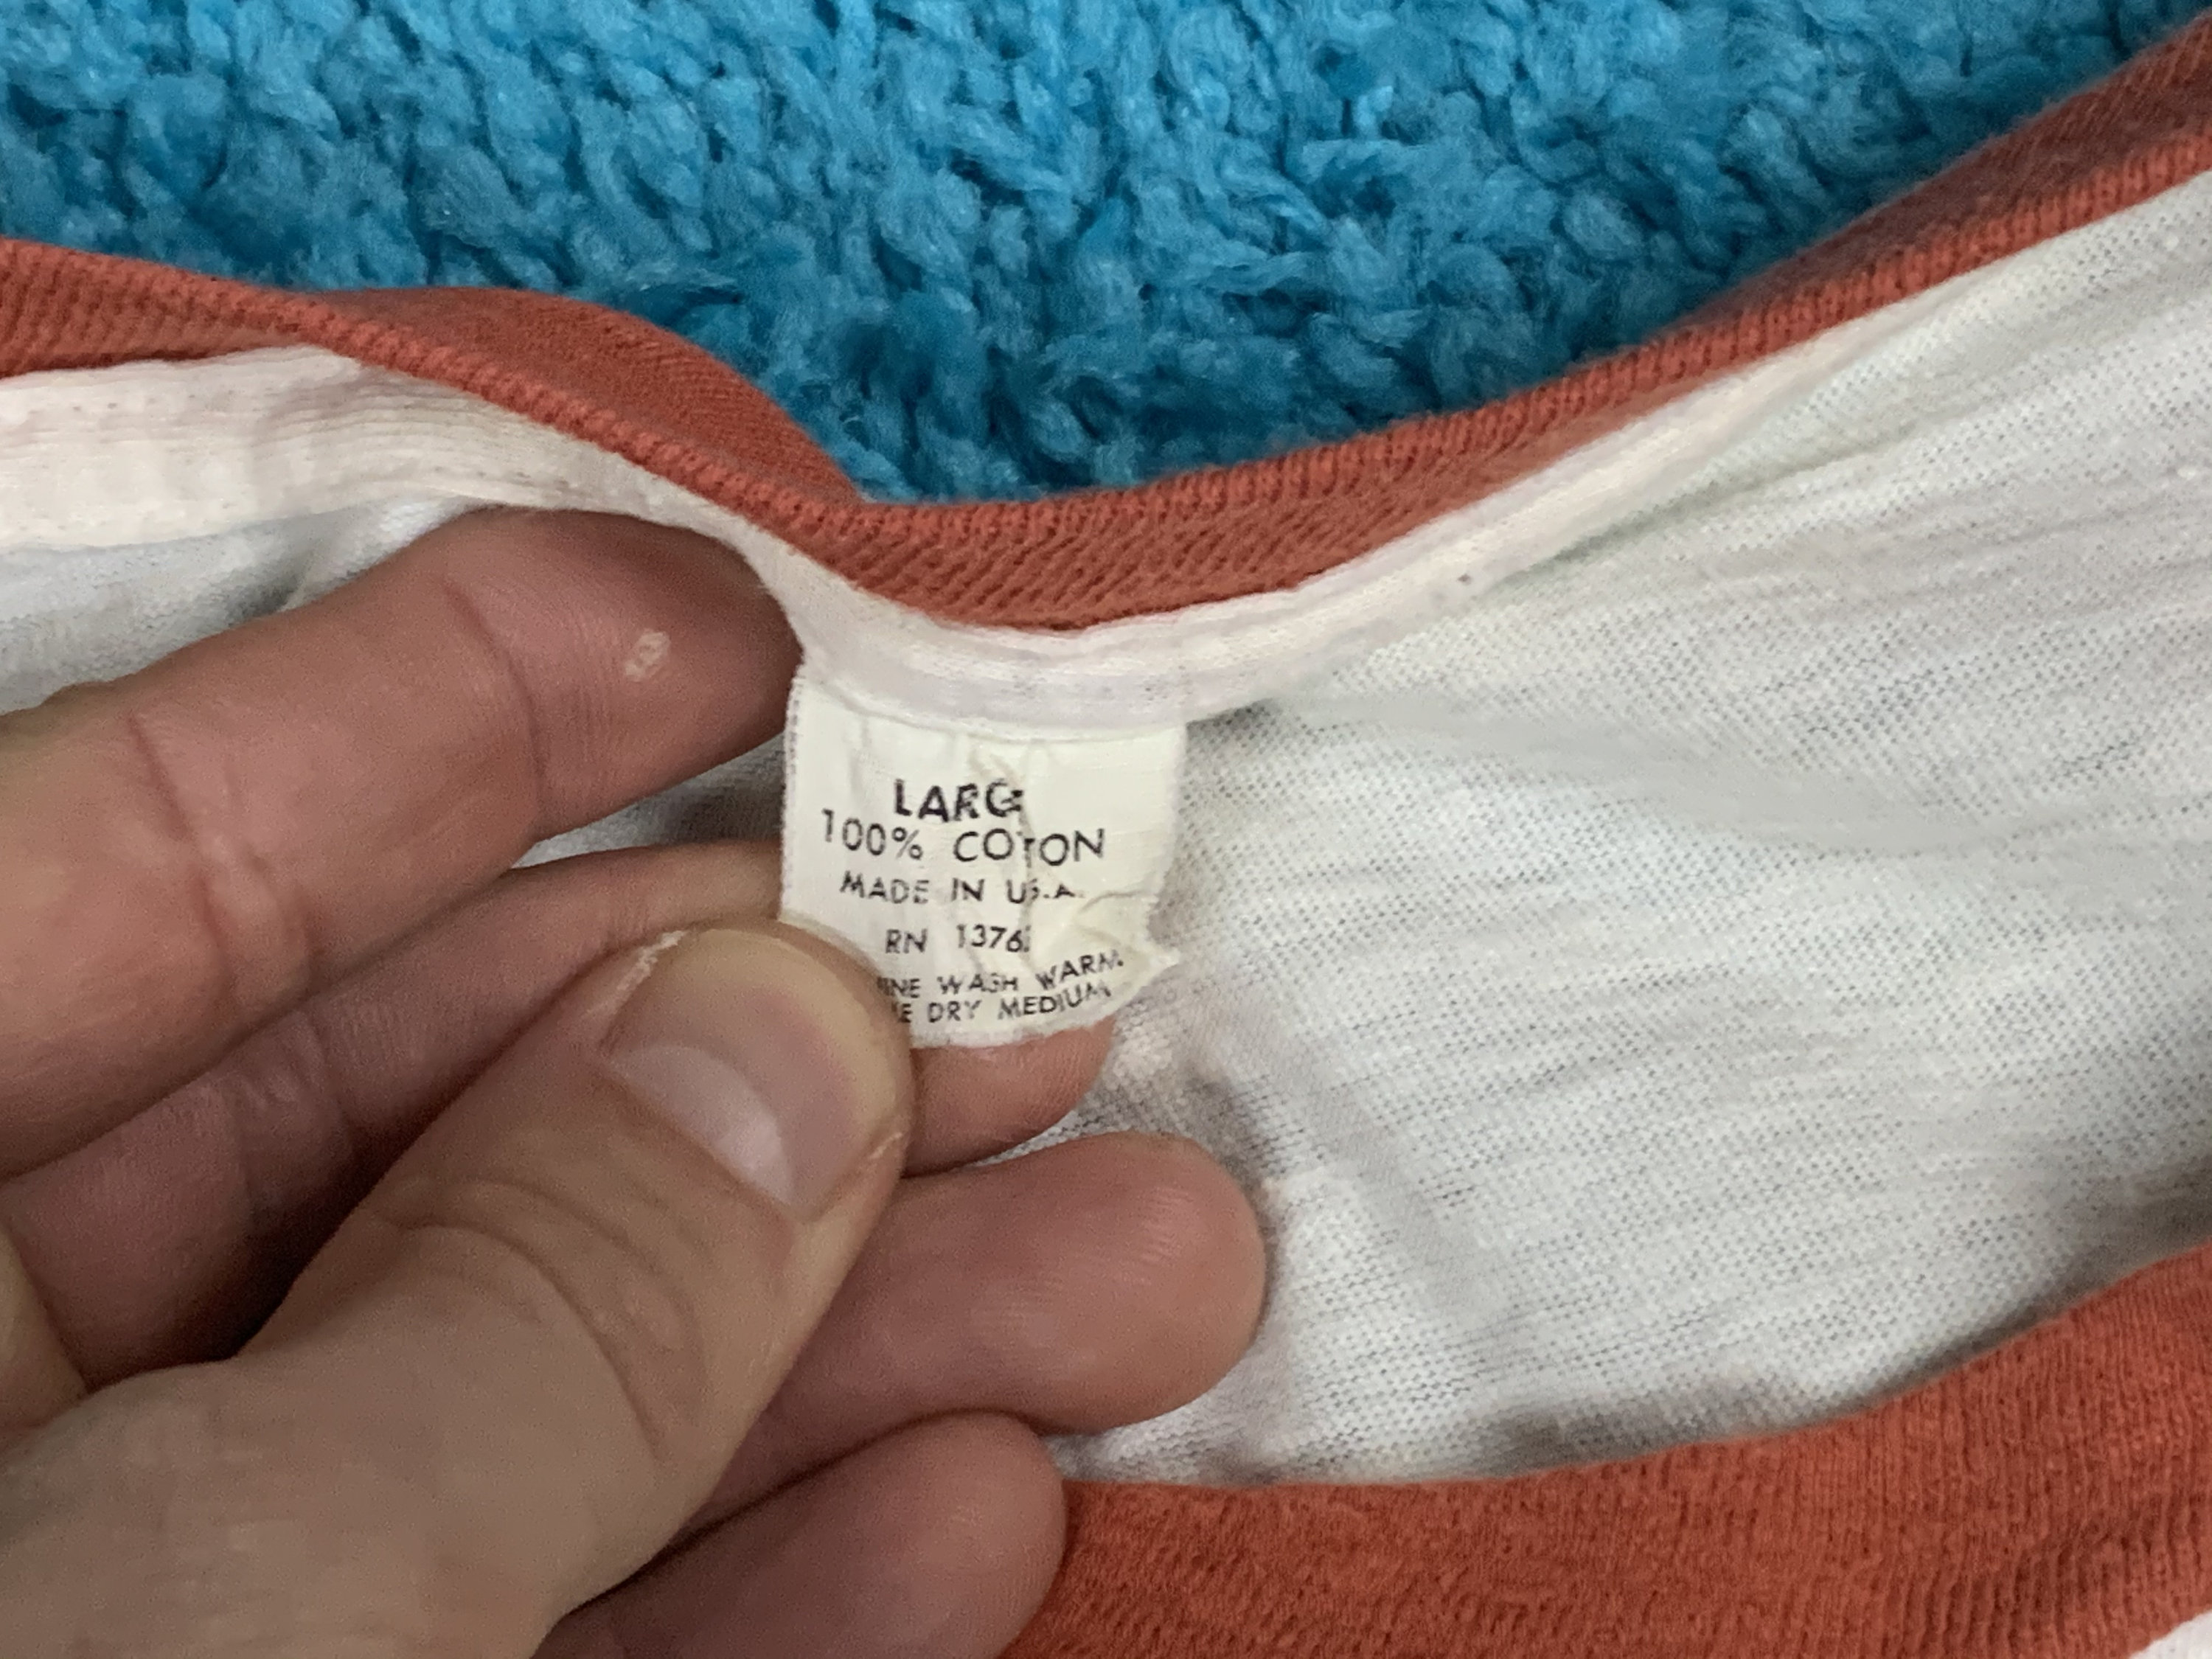 LARG
100% COTON
MADE IN U.S.A.
RN 1376
WASH WARM
DRY MEDIUM